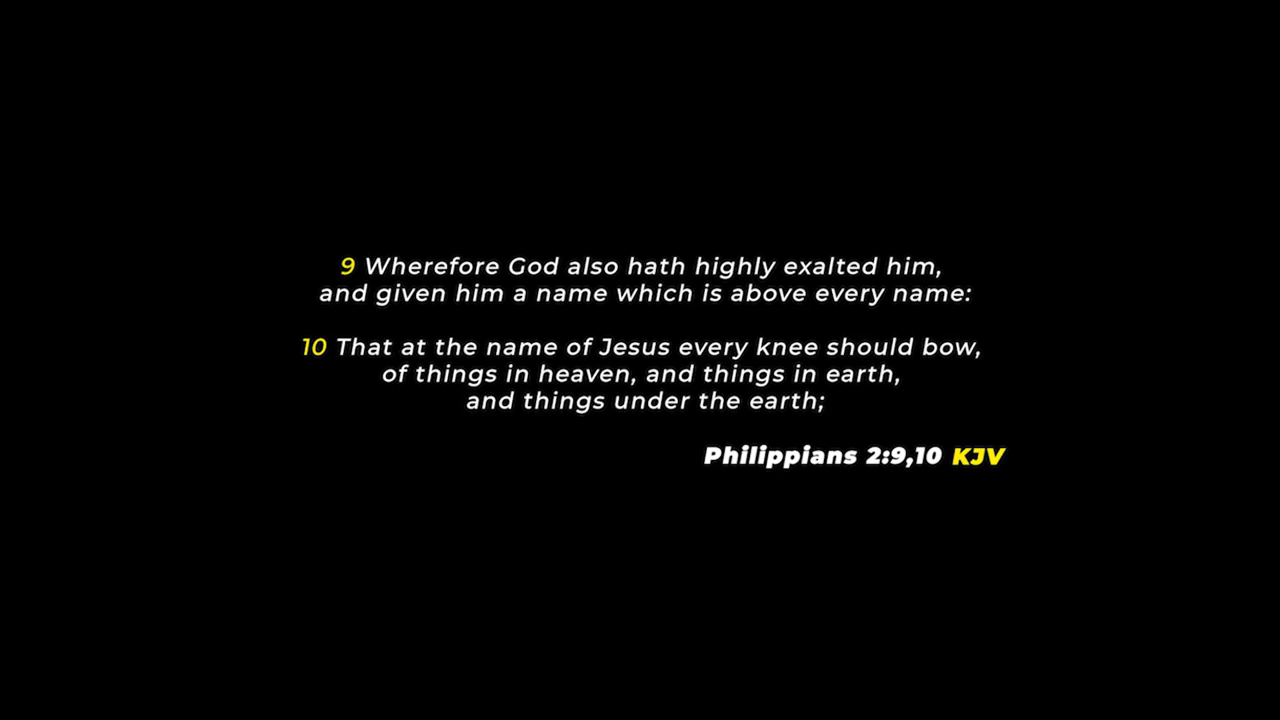 9 Wherefore God also hath highly exalted him,
and given him a name which is above every name:
10 That at the name of Jesus every knee should bow,
of things in heaven, and things in earth,
and things under the earth;
Philippians 2:9,10 KJV